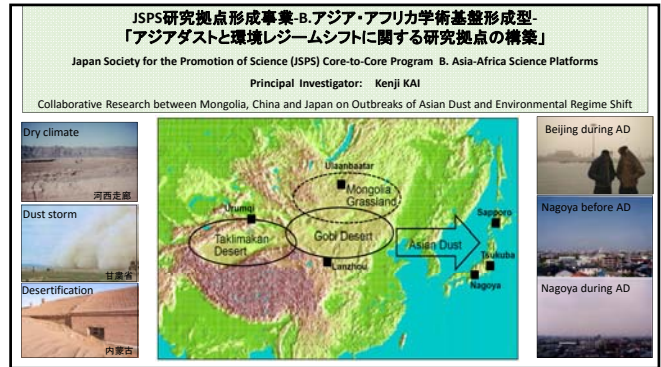 JSPS研究拠点形成事業-B.アジア・アフリカ学術基盤形成型-
「アジアダストと環境レジームシフトに関する研究拠点の構築」
Japan Society for the Promotion of Science (JSPS) Core-to-Core Program B. Asia-Africa Science Platforms
Principal Investigator: Kenji KAI
Collaborative Research between Mongolia, China and Japan on Outbreaks of Asian Dust and Environmental Regime Shift
Dry climate
河西走廊
Dust storm
甘粛省
Desertification
内蒙古
Ulaanbaatar
Mongolia
Grassland
Urumqi
Taklimakan
Desert
Gobi Desert
Lanzhou
Asian Dust
Sapporo
Tsukuba
Nagoya
Beijing during AD
Nagoya before AD
Nagoya during AD